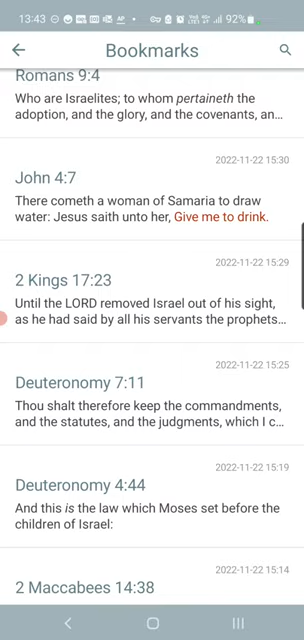 13:43
92%
Bookmarks
Romans 9:4
Who are Israelites; to whom pertaineth the
adoption, and the glory, and the covenants, an...
2022-11-22 15:30
John 4:7
There cometh a woman of Samaria to draw
water: Jesus saith unto her, Give me to drink.
2022-11-22 15:29
2 Kings 17:23
Until the LORD removed Israel out of his sight,
as he had said by all his servants the prophets...
2022-11-22 15:25
Deuteronomy 7:11
Thou shalt therefore keep the commandments,
and the statutes, and the judgments, which I c...
2022-11-22 15:19
Deuteronomy 4:44
And this is the law which Moses set before the
children of Israel:
2022-11-22 15:14
2 Maccabees 14:38